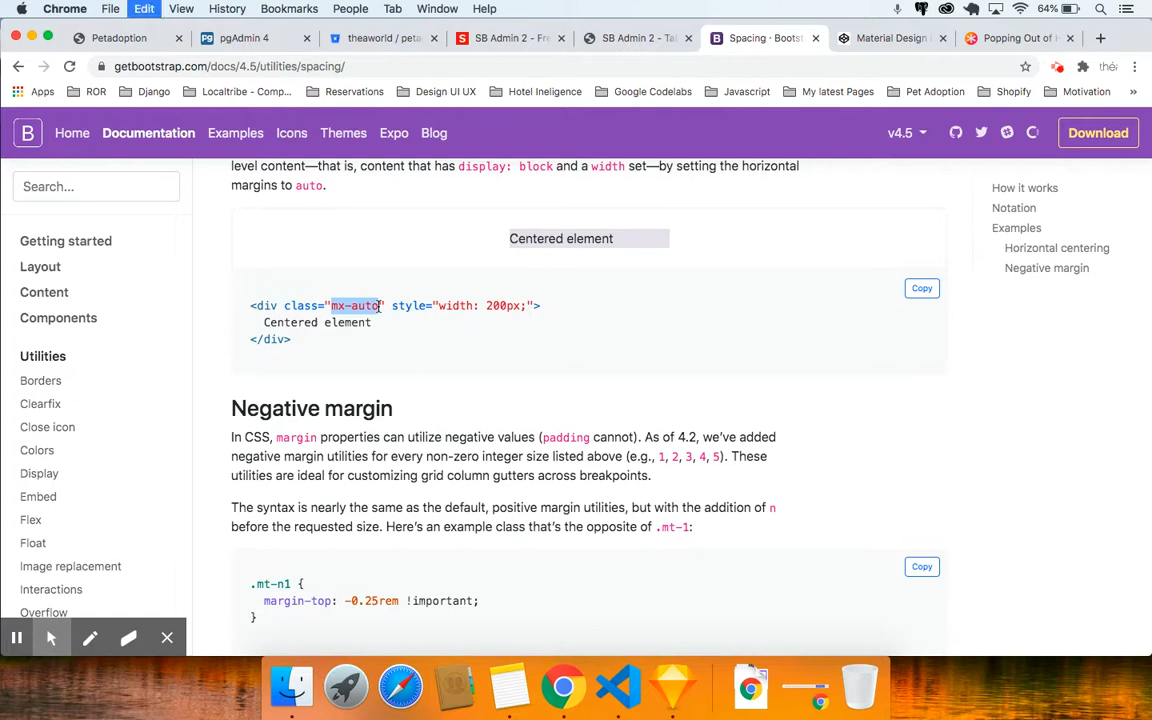 Chrome File Edit View History Bookmarks People Tab Window Help 64%
Petadoption pgAdmin 4 theaworld / peta SB Admin 2 - Fre SB Admin 2 - Tal Spacing · Bootst Material Design Popping Out of H
getbootstrap.com/docs/4.5/utilities/spacing/ théa
Apps ROR Django Localtribe - Comp... Reservations Design UI UX Hotel Ineligence Google Codelabs Javascript My latest Pages Pet Adoption Shopify Motivation »
B Home Documentation Examples Icons Themes Expo Blog v4.5 Download
level content—that is, content that has display: block and a width set—by setting the horizontal
margins to auto.
Search...
Getting started
Layout
Content
Components
Utilities
Borders
Clearfix
Close icon
Colors
Display
Embed
Flex
Float
Image replacement
Interactions
Overflow
Centered element
Copy
<div class="mx-auto" style="width: 200px;">
Centered element
</div>
Negative margin
In CSS, margin properties can utilize negative values (padding cannot). As of 4.2, we've added
negative margin utilities for every non-zero integer size listed above (e.g., 1, 2, 3, 4, 5). These
utilities are ideal for customizing grid column gutters across breakpoints.
The syntax is nearly the same as the default, positive margin utilities, but with the addition of n
before the requested size. Here's an example class that's the opposite of .mt-1:
Copy
.mt-n1 {
margin-top: -0.25rem !important;
}
How it works
Notation
Examples
Horizontal centering
Negative margin